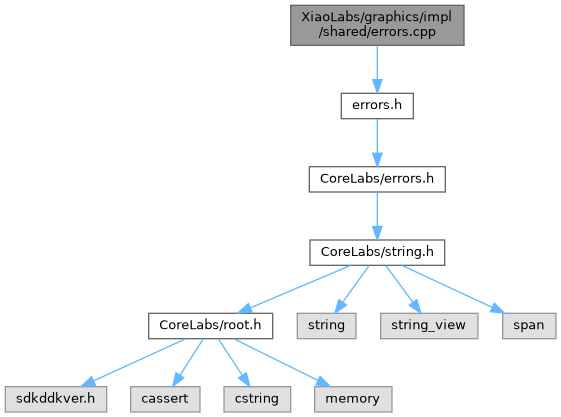 XiaoLabs/graphics/impl
/shared/errors.cpp
errors.h
CoreLabs/errors.h
CoreLabs/string.h
CoreLabs/root.h
string
string_view
span
sdkddkver.h
cassert
cstring
memory